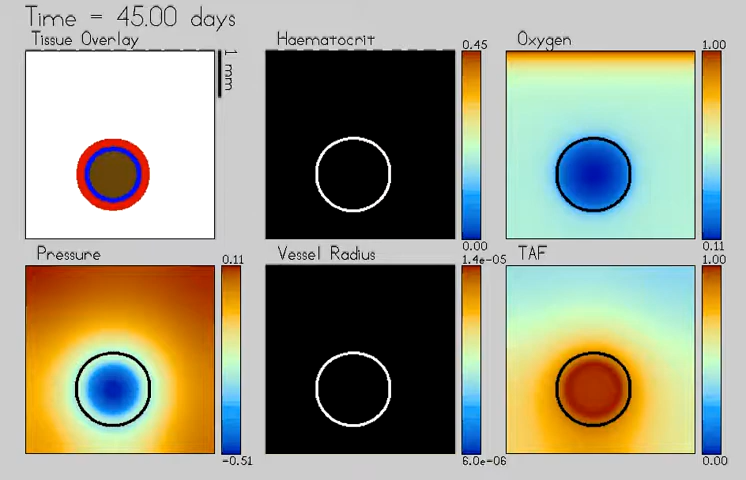 Time = 45.00 days
Tissue Overlay
Haematocrit
Oxygen
1 mm
0.45
0.00
1.00
0.11
Pressure
Vessel Radius
TAF
0.11
-0.51
1.4e-05
6.0e-06
1.00
0.00